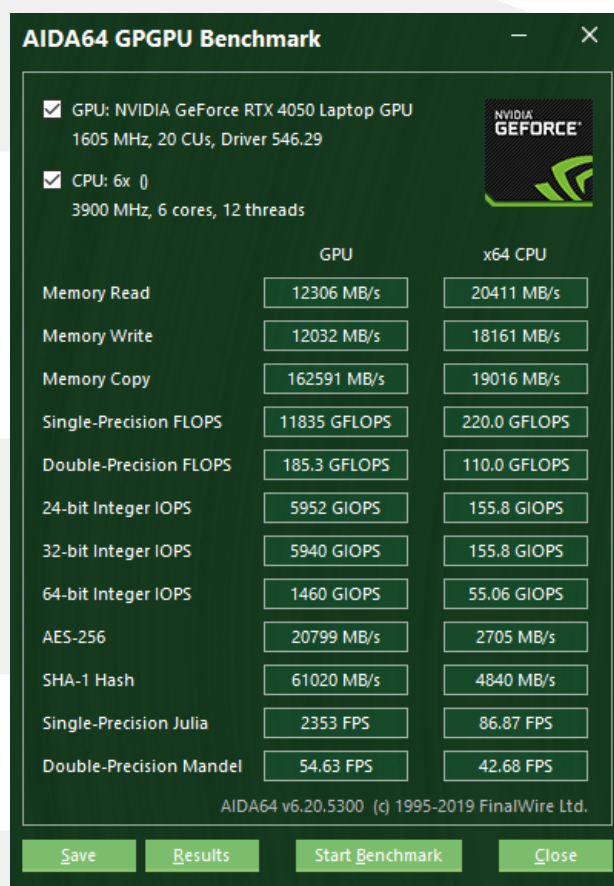 AIDA64 GPGPU Benchmark
GPU: NVIDIA GeForce RTX 4050 Laptop GPU
1605 MHz, 20 CUs, Driver 546.29
NVIDIA
GEFORCE
CPU: 6x ()
3900 MHz, 6 cores, 12 threads
GPU x64 CPU
Memory Read 12306 MB/s 20411 MB/s
Memory Write 12032 MB/s 18161 MB/s
Memory Copy 162591 MB/s 19016 MB/s
Single-Precision FLOPS 11835 GFLOPS 220.0 GFLOPS
Double-Precision FLOPS 185.3 GFLOPS 110.0 GFLOPS
24-bit Integer IOPS 5952 GIOPS 155.8 GIOPS
32-bit Integer IOPS 5940 GIOPS 155.8 GIOPS
64-bit Integer IOPS 1460 GIOPS 55.06 GIOPS
AES-256 20799 MB/s 2705 MB/s
SHA-1 Hash 61020 MB/s 4840 MB/s
Single-Precision Julia 2353 FPS 86.87 FPS
Double-Precision Mandel 54.63 FPS 42.68 FPS
AIDA64 v6.20.5300 (c) 1995-2019 FinalWire Ltd.
Save Results Start Benchmark Close